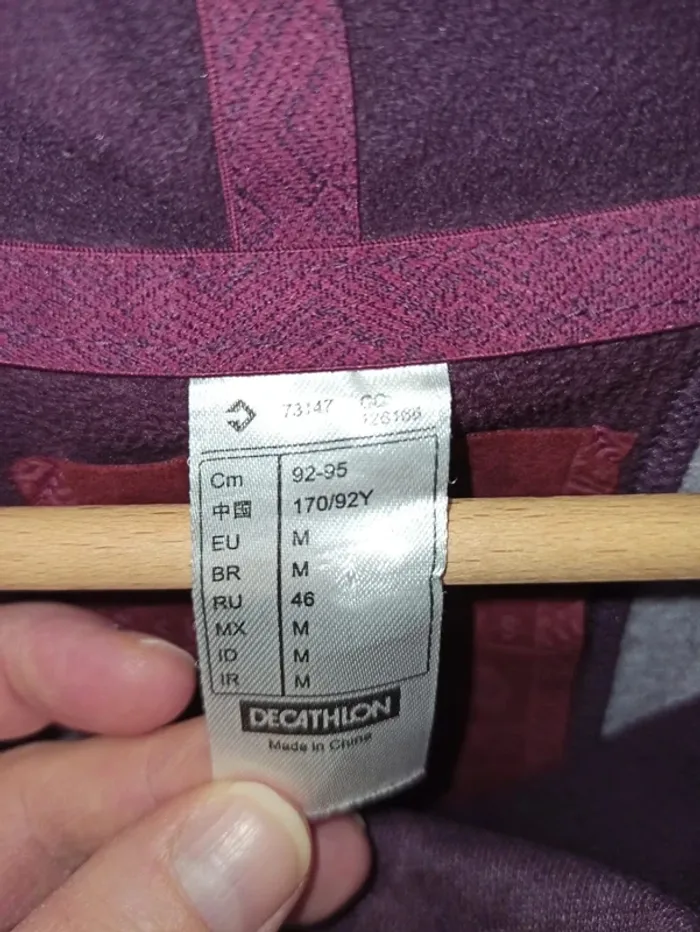 73147
126186
Cm 92-95
中国 170/92Y
EU M
BR M
RU 46
MX M
ID M
IR M
DECATHLON
Made in China